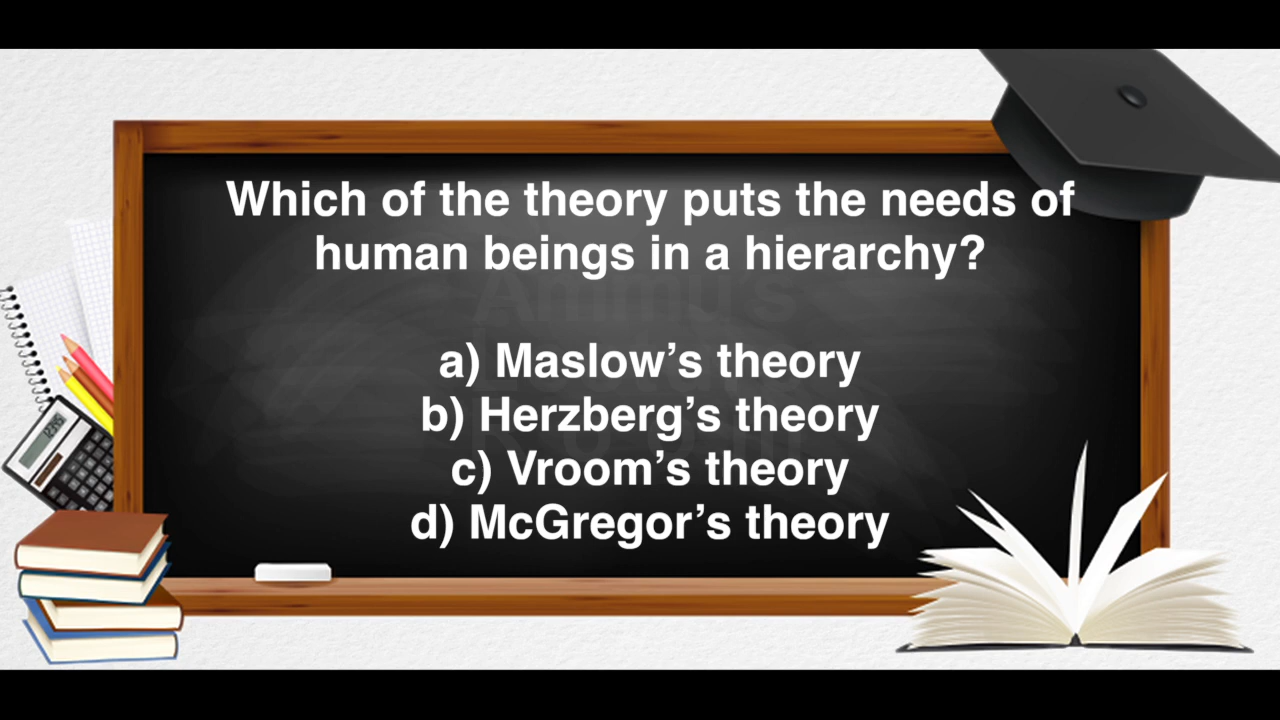 Which of the theory puts the needs of
human beings in a hierarchy?
a) Maslow’s theory
b) Herzberg’s theory
c) Vroom’s theory
d) McGregor’s theory